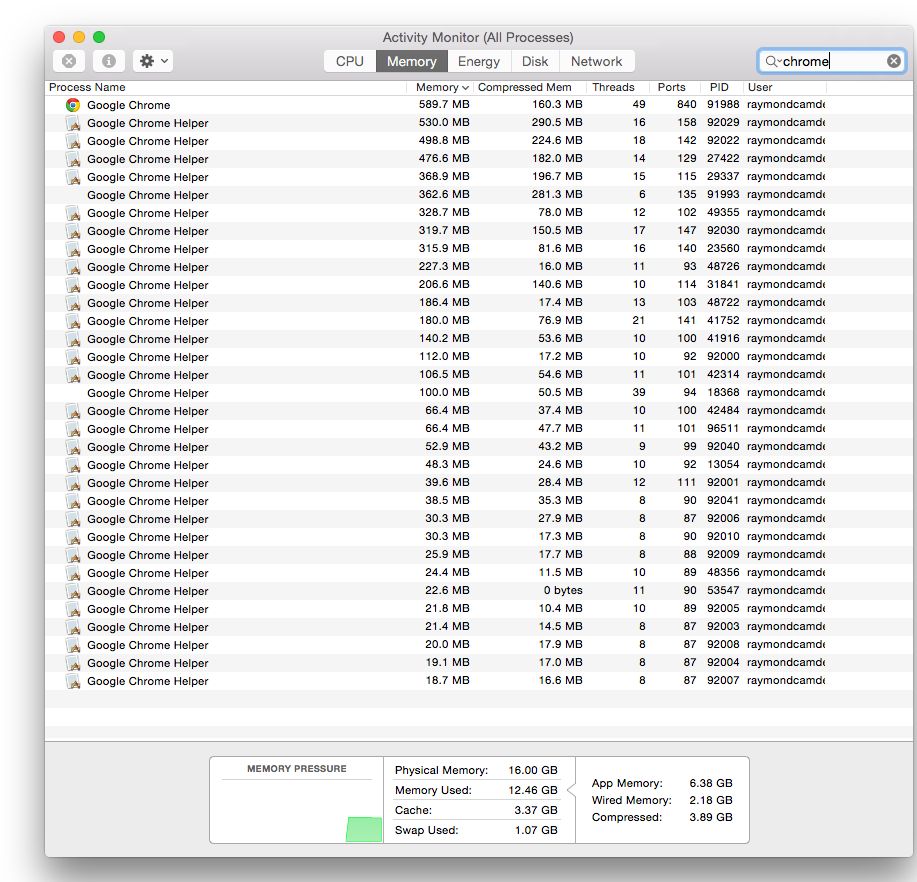 Activity Monitor (All Processes)
CPU Memory Energy Disk Network chrome
Process Name Memory Compressed Mem Threads Ports PID User
Google Chrome 589.7 MB 160.3 MB 49 840 91988 raymondcamde
Google Chrome Helper 530.0 MB 290.5 MB 16 158 92029 raymondcamde
Google Chrome Helper 498.8 MB 224.6 MB 18 142 92022 raymondcamde
Google Chrome Helper 476.6 MB 182.0 MB 14 129 27422 raymondcamde
Google Chrome Helper 368.9 MB 196.7 MB 15 115 29337 raymondcamde
Google Chrome Helper 362.6 MB 281.3 MB 6 135 91993 raymondcamde
Google Chrome Helper 328.7 MB 78.0 MB 12 102 49355 raymondcamde
Google Chrome Helper 319.7 MB 150.5 MB 17 147 92030 raymondcamde
Google Chrome Helper 315.9 MB 81.6 MB 16 140 23560 raymondcamde
Google Chrome Helper 227.3 MB 16.0 MB 11 93 48726 raymondcamde
Google Chrome Helper 206.6 MB 140.6 MB 10 114 31841 raymondcamde
Google Chrome Helper 186.4 MB 17.4 MB 13 103 48722 raymondcamde
Google Chrome Helper 180.0 MB 76.9 MB 21 141 41752 raymondcamde
Google Chrome Helper 140.2 MB 53.6 MB 10 100 41916 raymondcamde
Google Chrome Helper 112.0 MB 17.2 MB 10 92 92000 raymondcamde
Google Chrome Helper 106.5 MB 54.6 MB 11 101 42314 raymondcamde
Google Chrome Helper 100.0 MB 50.5 MB 39 94 18368 raymondcamde
Google Chrome Helper 66.4 MB 37.4 MB 10 100 42484 raymondcamde
Google Chrome Helper 66.4 MB 47.7 MB 11 101 96511 raymondcamde
Google Chrome Helper 52.9 MB 43.2 MB 9 99 92040 raymondcamde
Google Chrome Helper 48.3 MB 24.6 MB 10 92 13054 raymondcamde
Google Chrome Helper 39.6 MB 28.4 MB 12 111 92001 raymondcamde
Google Chrome Helper 38.5 MB 35.3 MB 8 90 92041 raymondcamde
Google Chrome Helper 30.3 MB 27.9 MB 8 87 92006 raymondcamde
Google Chrome Helper 30.3 MB 17.3 MB 8 90 92010 raymondcamde
Google Chrome Helper 25.9 MB 17.7 MB 8 88 92009 raymondcamde
Google Chrome Helper 24.4 MB 11.5 MB 10 89 48356 raymondcamde
Google Chrome Helper 22.6 MB 0 bytes 11 90 53547 raymondcamde
Google Chrome Helper 21.8 MB 10.4 MB 10 89 92005 raymondcamde
Google Chrome Helper 21.4 MB 14.5 MB 8 87 92003 raymondcamde
Google Chrome Helper 20.0 MB 17.9 MB 8 87 92008 raymondcamde
Google Chrome Helper 19.1 MB 17.0 MB 8 87 92004 raymondcamde
Google Chrome Helper 18.7 MB 16.6 MB 8 87 92007 raymondcamde
MEMORY PRESSURE
Physical Memory: 16.00 GB
Memory Used: 12.46 GB
Cache: 3.37 GB
Swap Used: 1.07 GB
App Memory: 6.38 GB
Wired Memory: 2.18 GB
Compressed: 3.89 GB